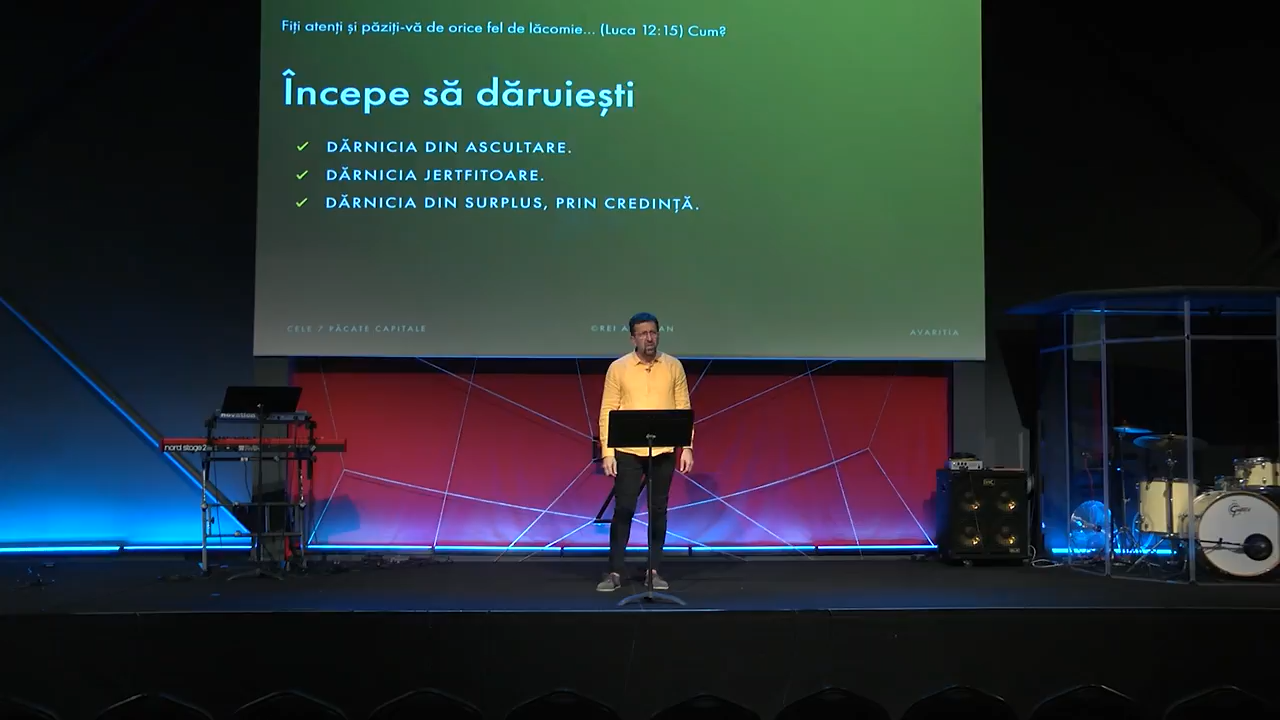 Fiți atenți și păziți-vă de orice fel de lăcomie... (Luca 12:15) Cum?
Începe să dăruiești
DĂRNICIA DIN ASCULTARE.
DĂRNICIA JERTFITOARE.
DĂRNICIA DIN SURPLUS, PRIN CREDINȚĂ.
CELE 7 PĂCATE CAPITALE
AVARITIA
novation
nord stage 2